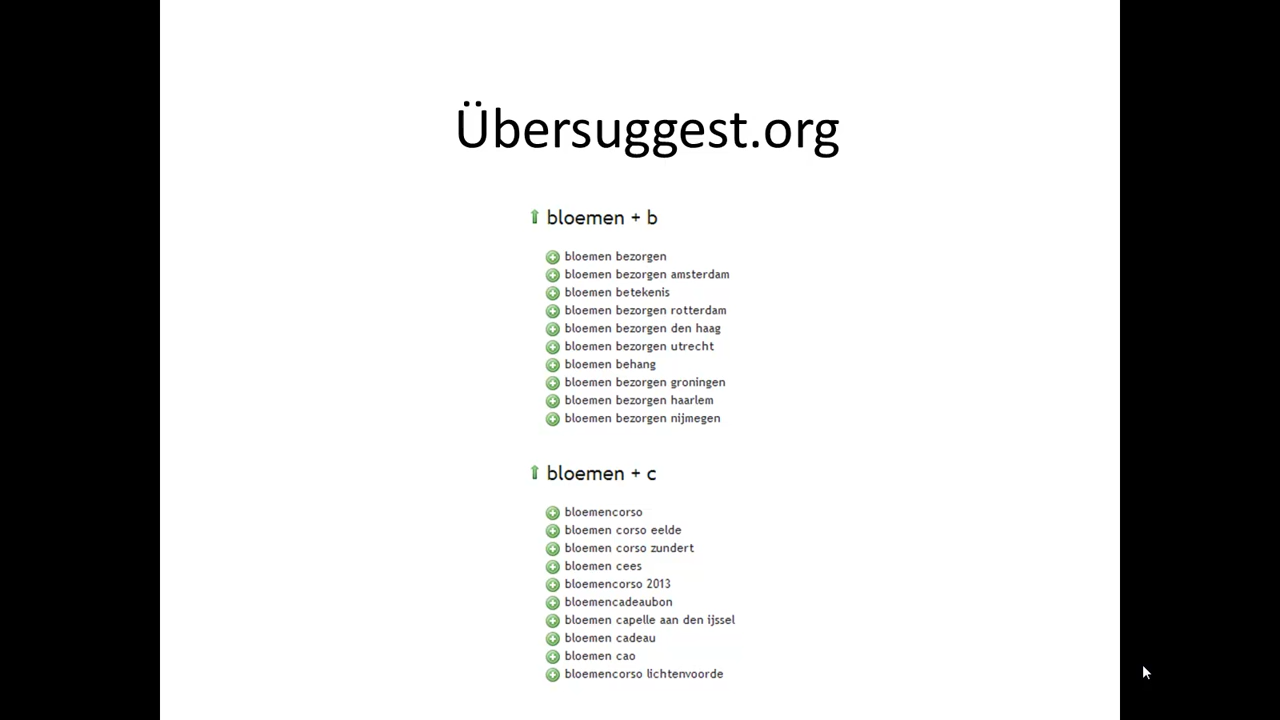 Übersuggest.org
bloemen + b
bloemen bezorgen
bloemen bezorgen amsterdam
bloemen betekenis
bloemen bezorgen rotterdam
bloemen bezorgen den haag
bloemen bezorgen utrecht
bloemen behang
bloemen bezorgen groningen
bloemen bezorgen haarlem
bloemen bezorgen nijmegen
bloemen + c
bloemencorso
bloemen corso eelde
bloemen corso zundert
bloemen cees
bloemencorso 2013
bloemencadeaubon
bloemen capelle aan den ijssel
bloemen cadeau
bloemen cao
bloemencorso lichtenvoorde